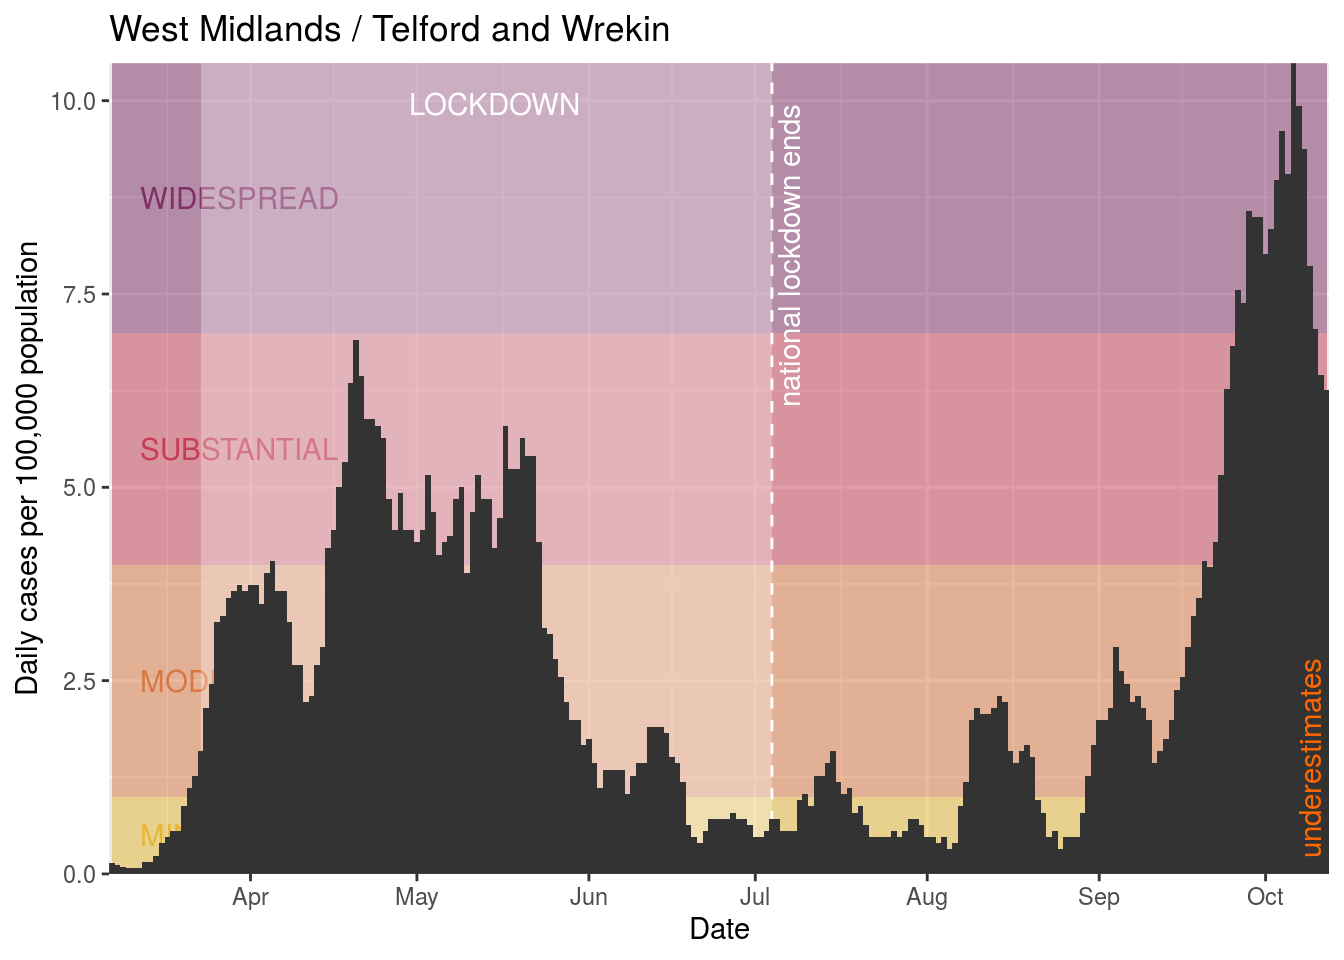 West Midlands / Telford and Wrekin
Daily cases per 100,000 population
10.0
7.5
5.0
2.5
0.0
LOCKDOWN
WIDESPREAD
SUBSTANTIAL
MOD
national lockdown ends
underestimates
Apr
May
Jun
Jul
Aug
Sep
Oct
Date